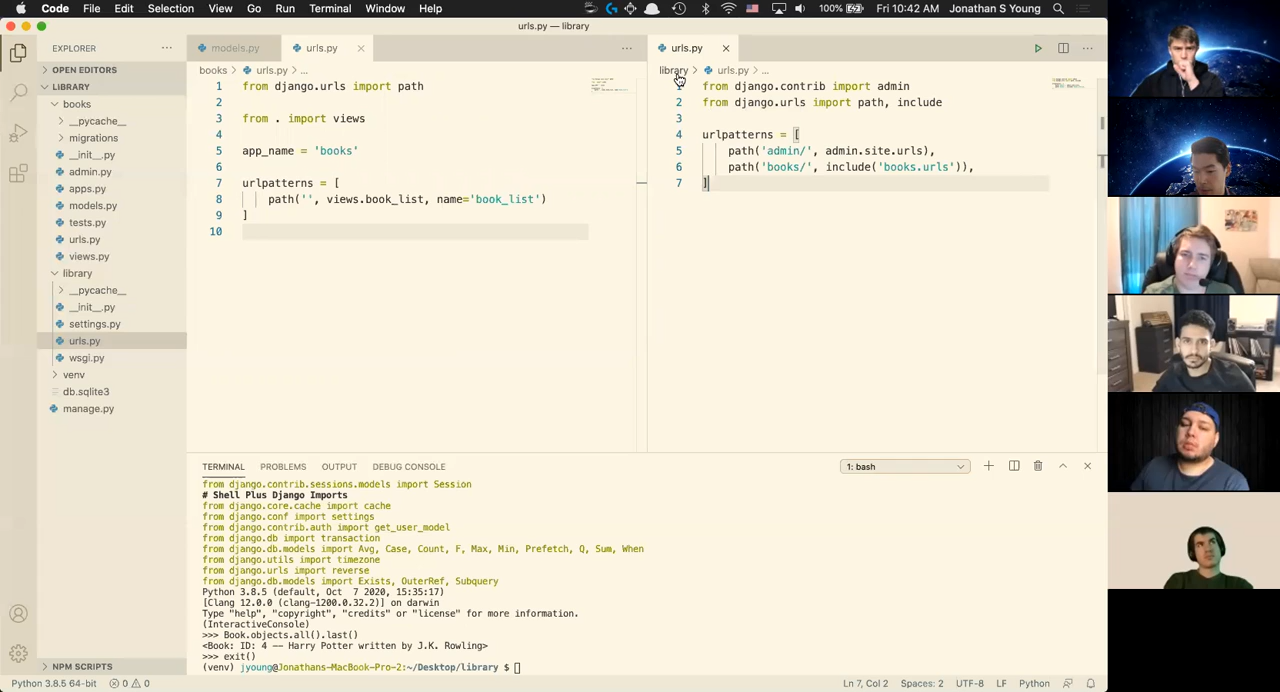 Code File Edit Selection View Go Run Terminal Window Help 100% Fri 10:42 AM Jonathan S Young
urls.py — library
EXPLORER ...
OPEN EDITORS
LIBRARY
books
__pycache__
migrations
__init__.py
admin.py
apps.py
models.py
tests.py
urls.py
views.py
library
__pycache__
__init__.py
settings.py
urls.py
wsgi.py
venv
db.sqlite3
manage.py
NPM SCRIPTS
models.py urls.py ...
books > urls.py > ...
1 from django.urls import path
2
3 from . import views
4
5 app_name = 'books'
6
7 urlpatterns = [
8 path('', views.book_list, name='book_list')
9 ]
10
urls.py ...
library > urls.py > ...
1 from django.contrib import admin
2 from django.urls import path, include
3
4 urlpatterns = [
5 path('admin/', admin.site.urls),
6 path('books/', include('books.urls')),
7 ]
TERMINAL PROBLEMS OUTPUT DEBUG CONSOLE 1: bash
from django.contrib.sessions.models import Session
# Shell Plus Django Imports
from django.core.cache import cache
from django.conf import settings
from django.contrib.auth import get_user_model
from django.db import transaction
from django.db.models import Avg, Case, Count, F, Max, Min, Prefetch, Q, Sum, When
from django.utils import timezone
from django.urls import reverse
from django.db.models import Exists, OuterRef, Subquery
Python 3.8.5 (default, Oct 7 2020, 15:35:17)
[Clang 12.0.0 (clang-1200.0.32.2)] on darwin
Type "help", "copyright", "credits" or "license" for more information.
(InteractiveConsole)
>>> Book.objects.all().last()
<Book: ID: 4 -- Harry Potter written by J.K. Rowling>
>>> exit()
(venv) jyoung@Jonathans-MacBook-Pro-2:~/Desktop/library $
Python 3.8.5 64-bit 0 0 Ln 7, Col 2 Spaces: 2 UTF-8 LF Python